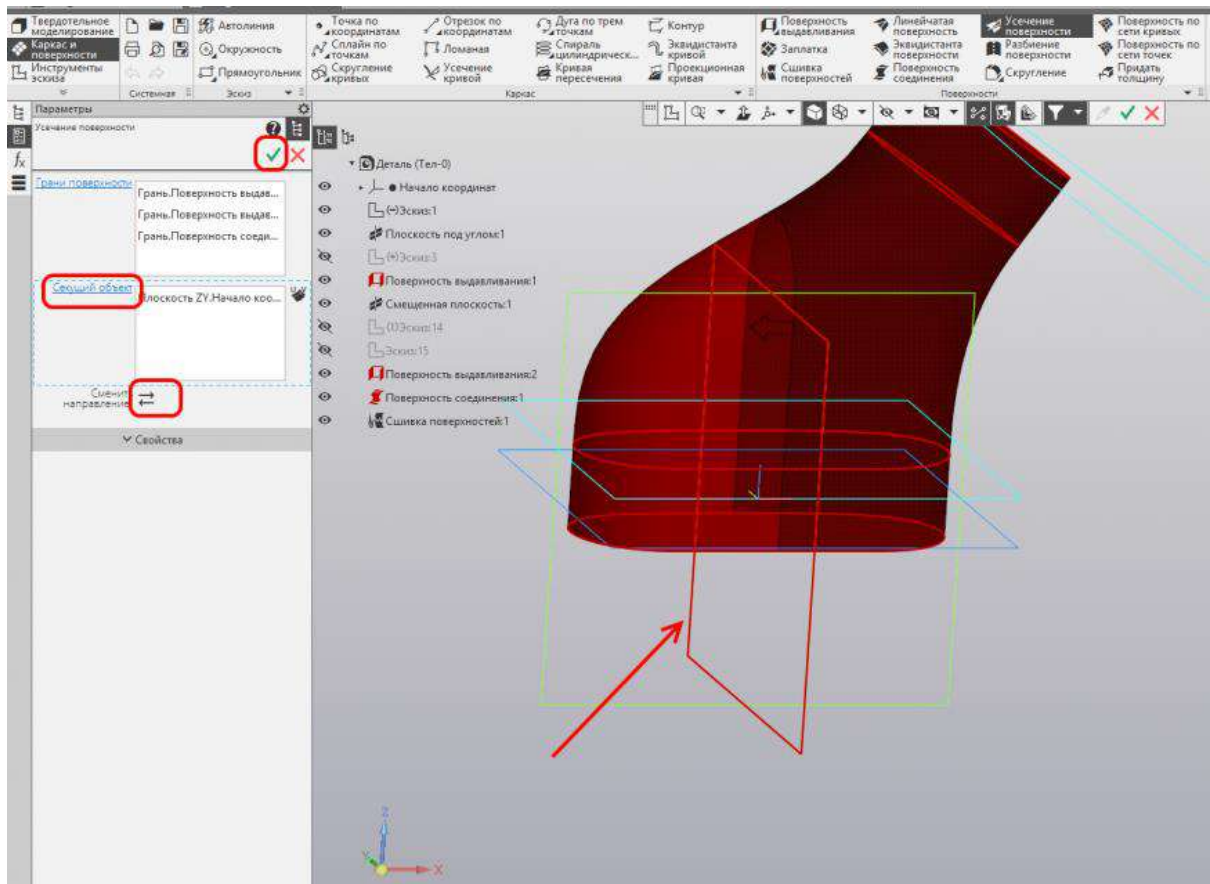 Твердотельное
моделирование
Каркас и
поверхности
Инструменты
эскиза
Системная
Автолиния
Окружность
Прямоугольник
Эскиз
Точка по
координатам
Сплайн по
точкам
Скругление
кривых
Отрезок по
координатам
Ломаная
Усечение
кривой
Дуга по трем
точкам
Спираль
цилиндрическ...
Кривая
пересечения
Контур
Эквидистанта
кривой
Проекционная
кривая
Каркас
Поверхность
выдавливания
Заплатка
Сшивка
поверхностей
Линейчатая
поверхность
Эквидистанта
поверхности
Поверхность
соединения
Усечение
поверхности
Разбиение
поверхности
Скругление
Поверхность по
сети кривых
Поверхность по
сети точек
Придать
толщину
Поверхности
Параметры
Усечение поверхности
Грани поверхности
Грань.Поверхность выдав...
Грань.Поверхность выдав...
Грань.Поверхность соеди...
Секущий объект
Плоскость ZY.Начало коо...
Сменить
направление
Свойства
Деталь (Тел-0)
Начало координат
(-)Эскиз:1
Плоскость под углом:1
(+)Эскиз:3
Поверхность выдавливания:1
Смещенная плоскость:1
Эскиз:14
Эскиз:15
Поверхность выдавливания:2
Поверхность соединения:1
Сшивка поверхностей:1
Z
Y
X